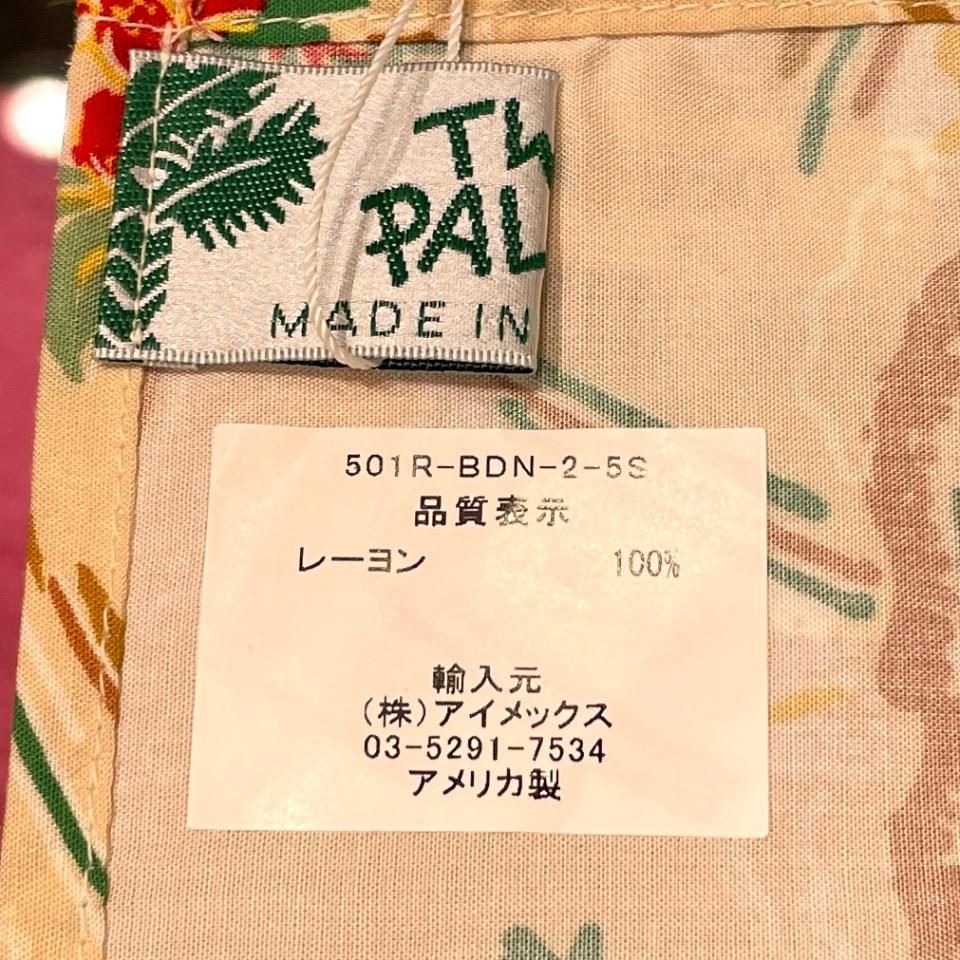 TW
PAL
MADE IN
501R-BDN-2-5S
品質表示
レーヨン 100%
輸入元
(株)アイメックス
03-5291-7534
アメリカ製